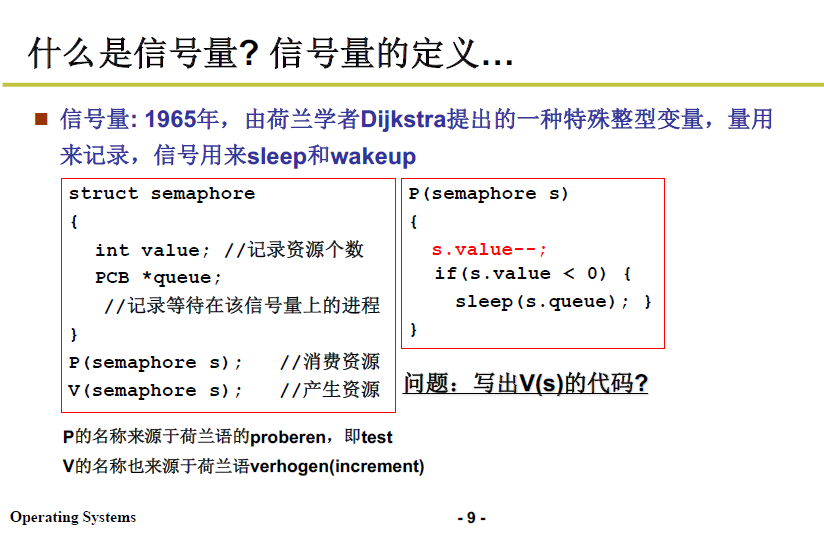 什么是信号量? 信号量的定义…
信号量: 1965年，由荷兰学者Dijkstra提出的一种特殊整型变量，量用
来记录，信号用来sleep和wakeup
struct semaphore
{
int value; //记录资源个数
PCB *queue;
//记录等待在该信号量上的进程
}
P(semaphore s); //消费资源
V(semaphore s); //产生资源
P(semaphore s)
{
s.value--;
if(s.value < 0) {
sleep(s.queue); }
}
问题：写出V(s)的代码?
P的名称来源于荷兰语的proberen，即test
V的名称也来源于荷兰语verhogen(increment)
Operating Systems
- 9 -